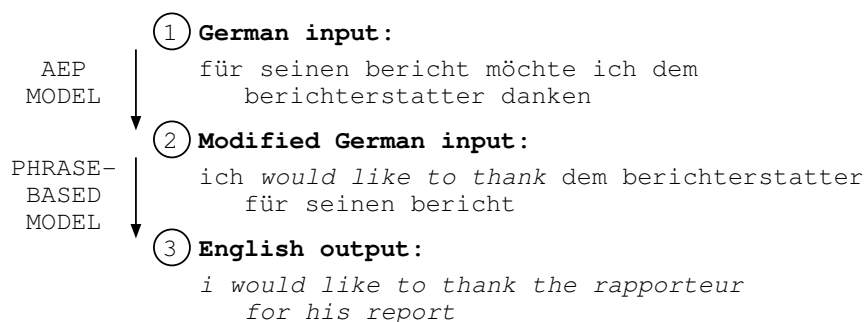 1 German input:
für seinen bericht möchte ich dem
berichterstatter danken
AEP
MODEL
2 Modified German input:
ich would like to thank dem berichterstatter
für seinen bericht
PHRASE-
BASED
MODEL
3 English output:
i would like to thank the rapporteur
for his report